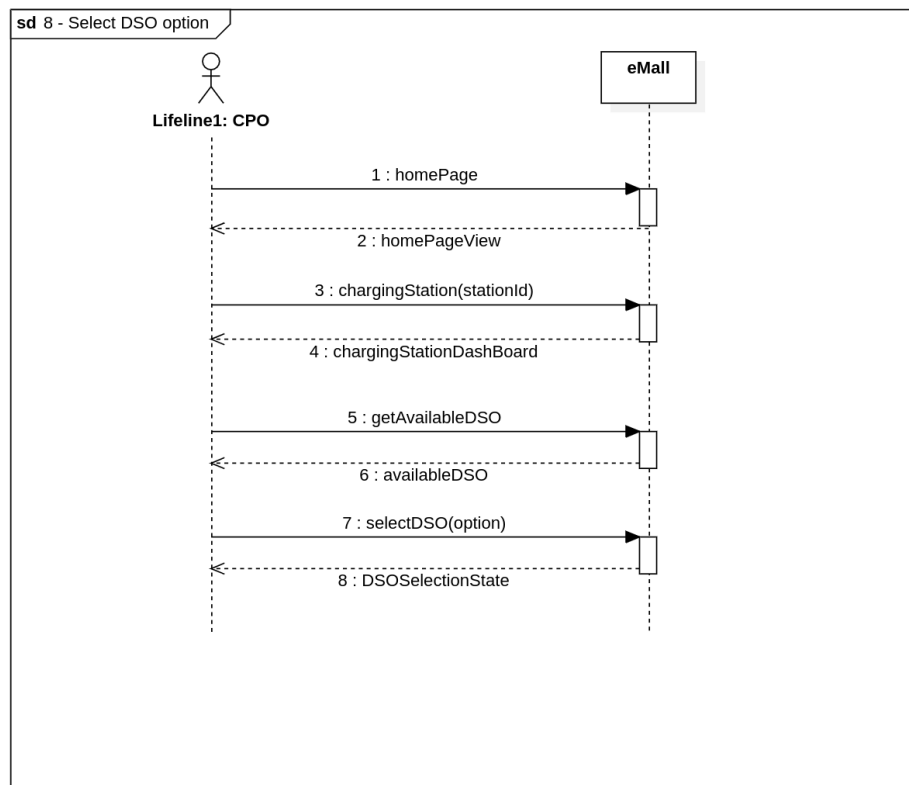 sd 8 - Select DSO option
eMall
Lifeline1: CPO
1 : homePage
2 : homePageView
3 : chargingStation(stationId)
4 : chargingStationDashBoard
5 : getAvailableDSO
6 : availableDSO
7 : selectDSO(option)
8 : DSOSelectionState